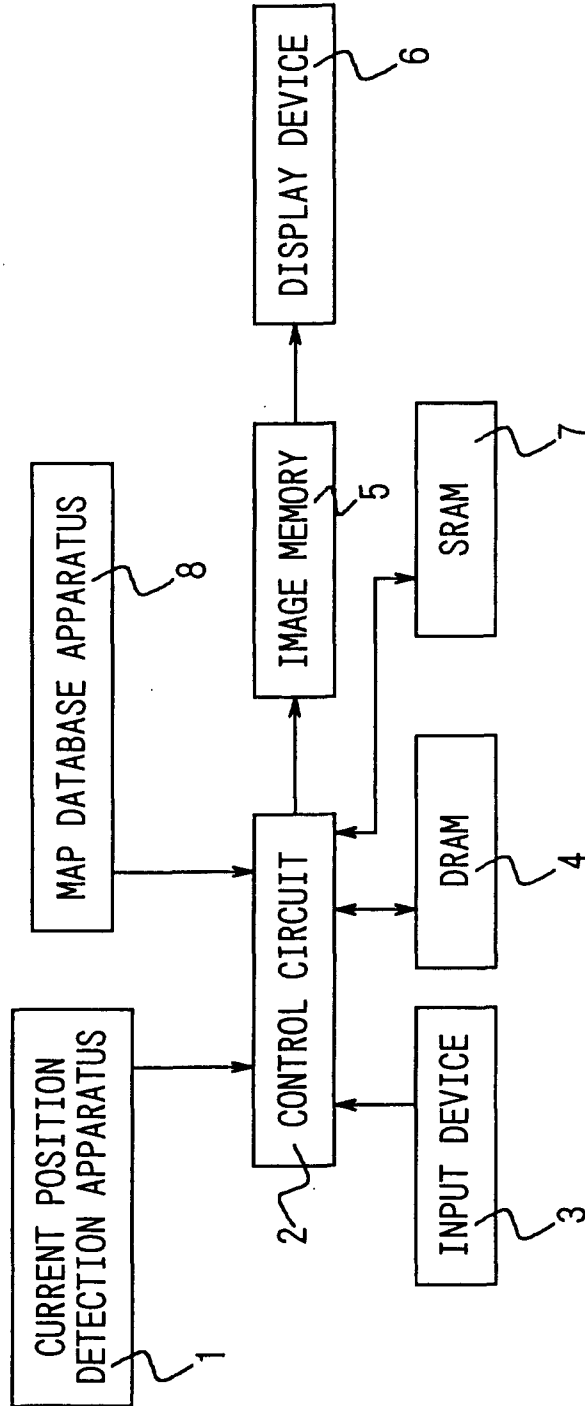 CURRENT POSITION
DETECTION APPARATUS
1
MAP DATABASE APPARATUS
8
2
CONTROL CIRCUIT
IMAGE MEMORY
5
DISPLAY DEVICE
6
INPUT DEVICE
3
DRAM
4
SRAM
7